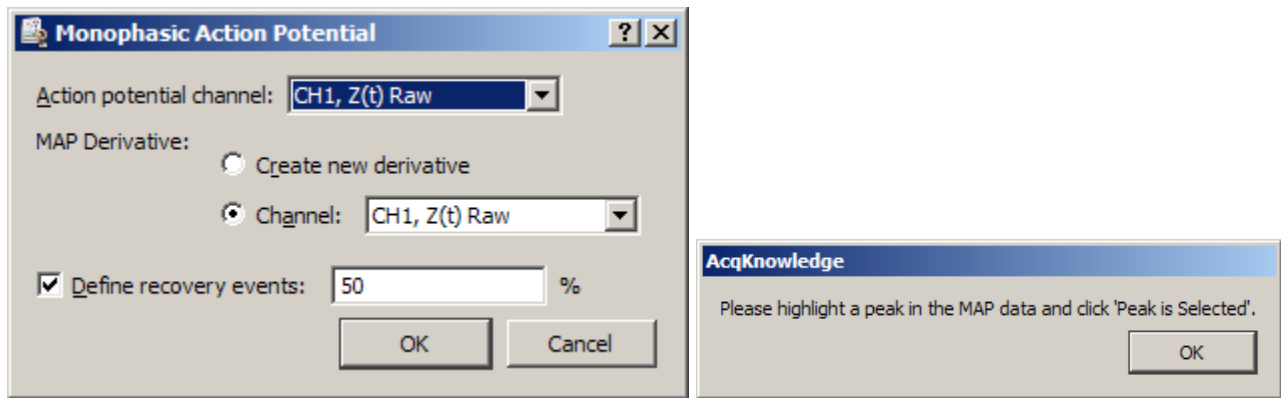 Monophasic Action Potential
Action potential channel: CH1, Z(t) Raw
MAP Derivative:
Create new derivative
Channel: CH1, Z(t) Raw
Define recovery events: 50 %
OK Cancel
AcqKnowledge
Please highlight a peak in the MAP data and click 'Peak is Selected'.
OK